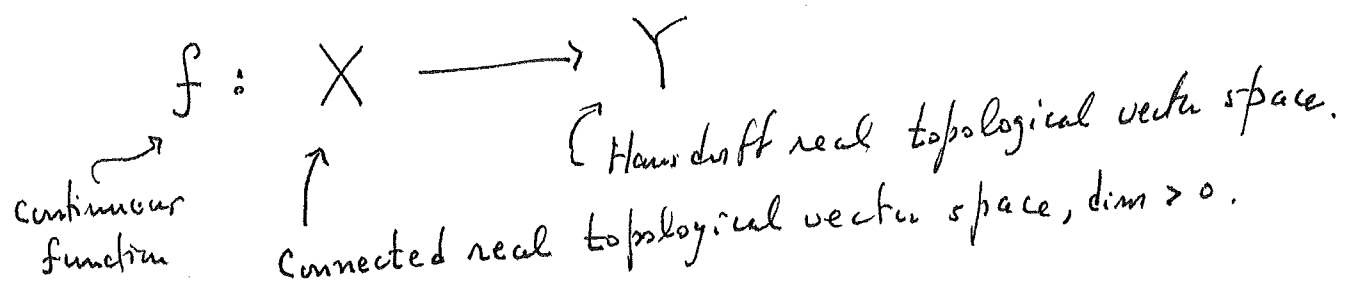 f : X ⟶ Y
Hausdorff real topological vector space.
continuous
function
Connected real topological vector space, dim > 0.